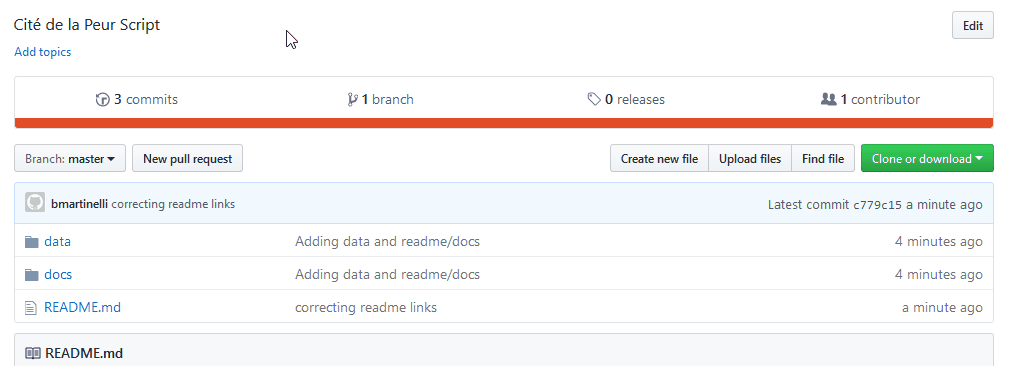 Cité de la Peur Script
Edit
Add topics
3 commits
1 branch
0 releases
1 contributor
Branch: master
New pull request
Create new file
Upload files
Find file
Clone or download
bmartinelli correcting readme links
Latest commit c779c15 a minute ago
data
Adding data and readme/docs
4 minutes ago
docs
Adding data and readme/docs
4 minutes ago
README.md
correcting readme links
a minute ago
README.md